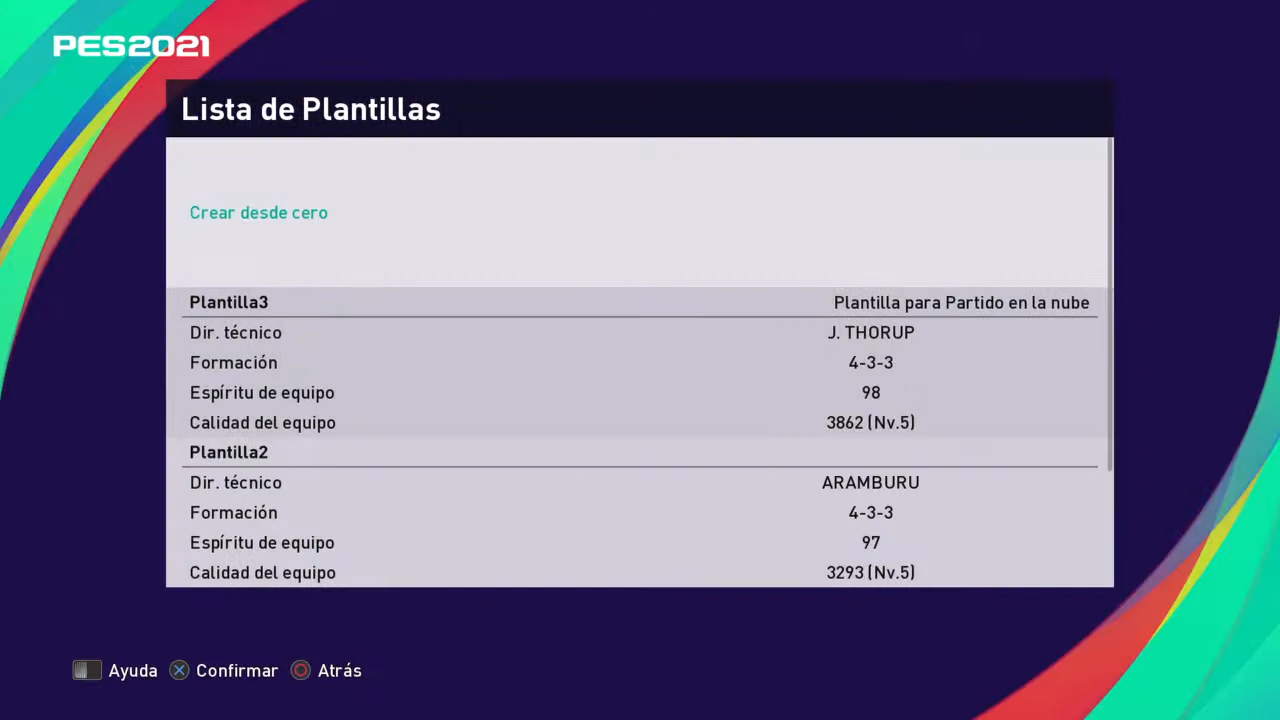 PES2021
Lista de Plantillas
Crear desde cero
Plantilla3 Plantilla para Partido en la nube
Dir. técnico J. THORUP
Formación 4-3-3
Espíritu de equipo 98
Calidad del equipo 3862 (Nv.5)
Plantilla2
Dir. técnico ARAMBURU
Formación 4-3-3
Espíritu de equipo 97
Calidad del equipo 3293 (Nv.5)
Ayuda Confirmar Atrás